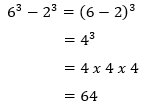 6³ − 2³ = (6 − 2)³
= 4³
= 4 x 4 x 4
= 64